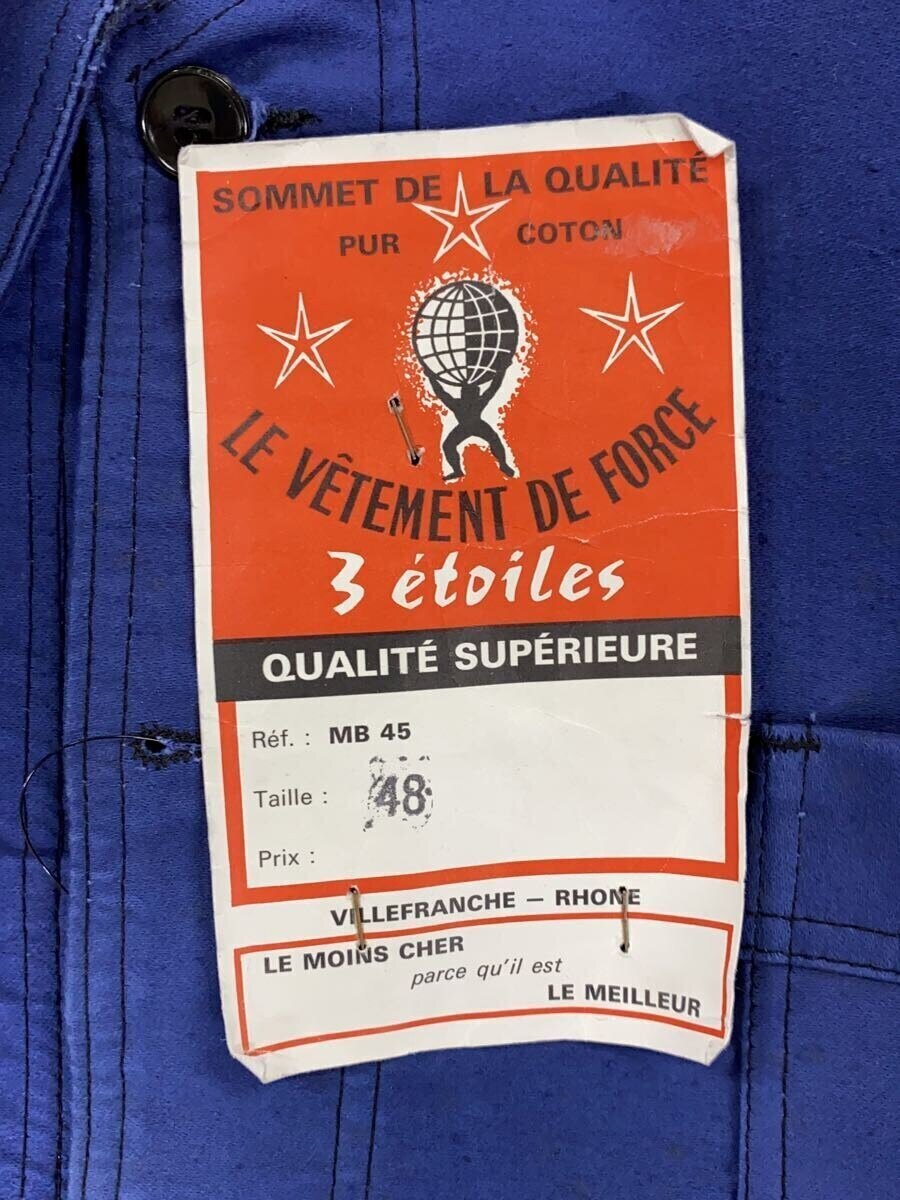 SOMMET DE LA QUALITÉ
PUR COTON
LE VÊTEMENT DE FORCE
3 étoiles
QUALITÉ SUPÉRIEURE
Réf. : MB 45
Taille : 48
Prix :
VILLEFRANCHE — RHONE
LE MOINS CHER
parce qu'il est
LE MEILLEUR